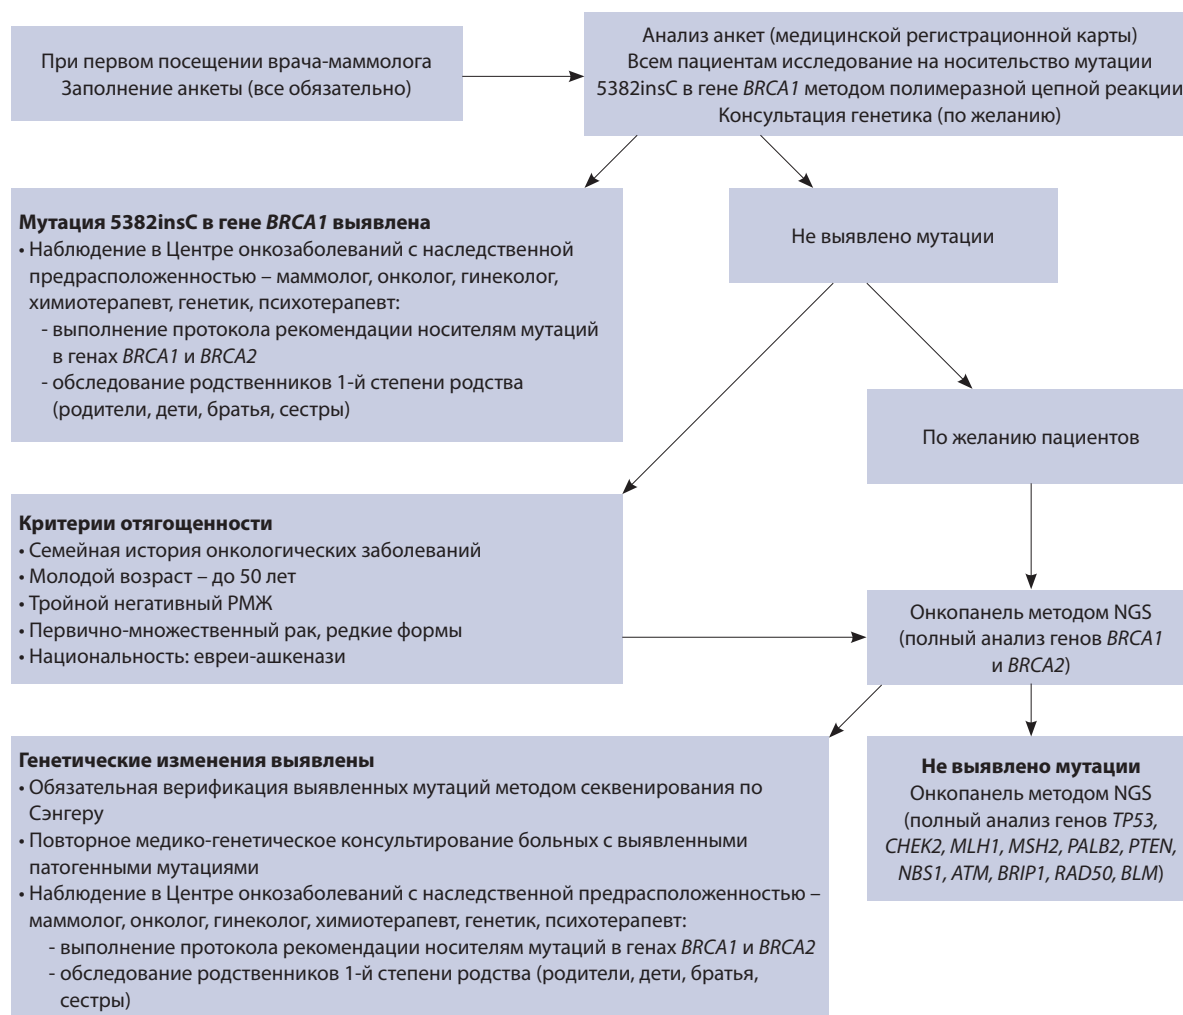 При первом посещении врача-маммолога
Заполнение анкеты (все обязательно)
Анализ анкет (медицинской регистрационной карты)
Всем пациентам исследование на носительство мутации
5382insC в гене BRCA1 методом полимеразной цепной реакции
Консультация генетика (по желанию)
Мутация 5382insC в гене BRCA1 выявлена
• Наблюдение в Центре онкозаболеваний с наследственной
предрасположенностью – маммолог, онколог, гинеколог,
химиотерапевт, генетик, психотерапевт:
- выполнение протокола рекомендации носителям мутаций
в генах BRCA1 и BRCA2
- обследование родственников 1-й степени родства
(родители, дети, братья, сестры)
Не выявлено мутации
По желанию пациентов
Критерии отягощенности
• Семейная история онкологических заболеваний
• Молодой возраст – до 50 лет
• Тройной негативный РМЖ
• Первично-множественный рак, редкие формы
• Национальность: евреи-ашкенази
Онкопанель методом NGS
(полный анализ генов BRCA1
и BRCA2)
Генетические изменения выявлены
• Обязательная верификация выявленных мутаций методом секвенирования по
Сэнгеру
• Повторное медико-генетическое консультирование больных с выявленными
патогенными мутациями
• Наблюдение в Центре онкозаболеваний с наследственной предрасположенностью –
маммолог, онколог, гинеколог, химиотерапевт, генетик, психотерапевт:
- выполнение протокола рекомендации носителям мутаций в генах BRCA1 и BRCA2
- обследование родственников 1-й степени родства (родители, дети, братья,
сестры)
Не выявлено мутации
Онкопанель методом NGS
(полный анализ генов TP53,
CHEK2, MLH1, MSH2, PALB2, PTEN,
NBS1, ATM, BRIP1, RAD50, BLM)